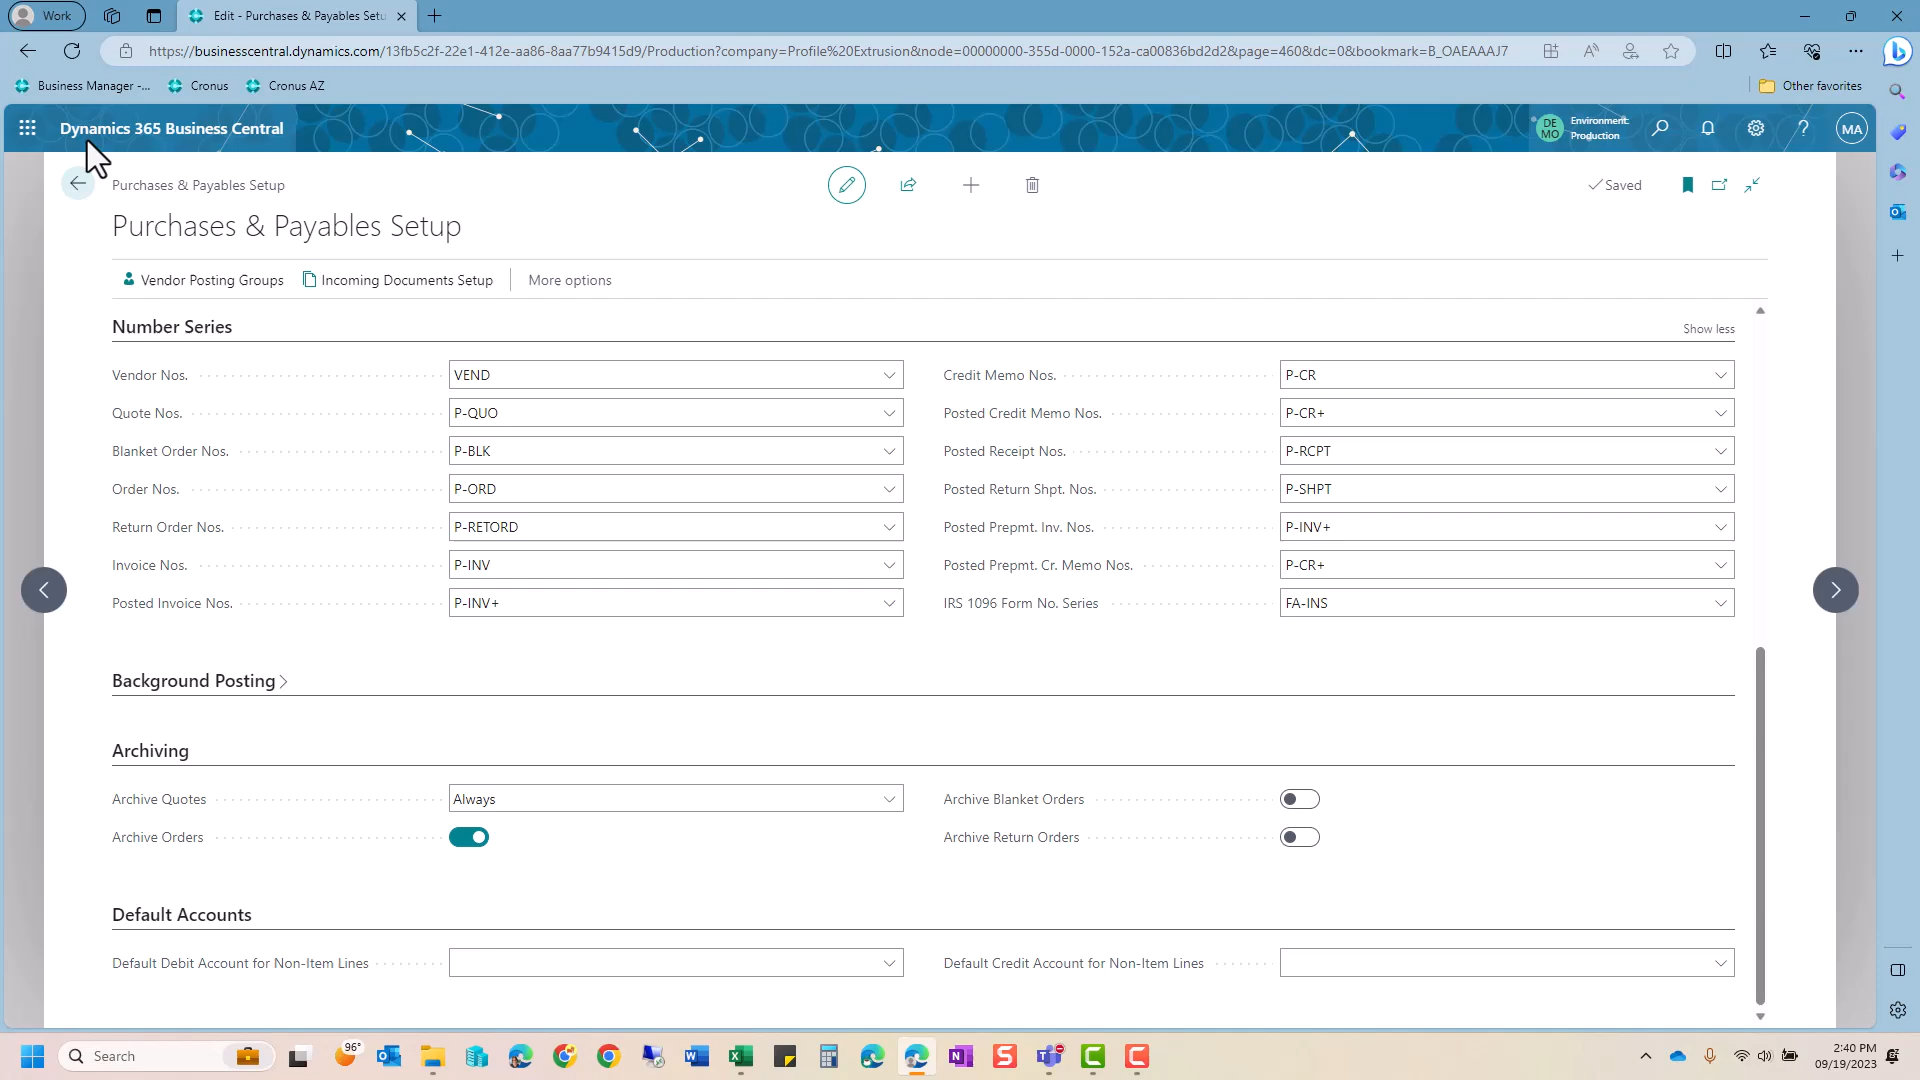 Work
Edit - Purchases & Payables Setu
https://businesscentral.dynamics.com/13fb5c2f-22e1-412e-aa86-8aa77b9415d9/Production?company=Profile%20Extrusion&node=00000000-355d-0000-152a-ca00836bd2d2&page=460&dc=0&bookmark=B_OAEAAAJ7
Business Manager -...
Cronus
Cronus AZ
Other favorites
Dynamics 365 Business Central
DE MO
Environment: Production
MA
Purchases & Payables Setup
Saved
Purchases & Payables Setup
Vendor Posting Groups
Incoming Documents Setup
More options
Number Series
Show less
Vendor Nos. VEND
Credit Memo Nos. P-CR
Quote Nos. P-QUO
Posted Credit Memo Nos. P-CR+
Blanket Order Nos. P-BLK
Posted Receipt Nos. P-RCPT
Order Nos. P-ORD
Posted Return Shpt. Nos. P-SHPT
Return Order Nos. P-RETORD
Posted Prepmt. Inv. Nos. P-INV+
Invoice Nos. P-INV
Posted Prepmt. Cr. Memo Nos. P-CR+
Posted Invoice Nos. P-INV+
IRS 1096 Form No. Series FA-INS
Background Posting
Archiving
Archive Quotes Always
Archive Blanket Orders
Archive Orders
Archive Return Orders
Default Accounts
Default Debit Account for Non-Item Lines
Default Credit Account for Non-Item Lines
Search
96°
2:40 PM
09/19/2023